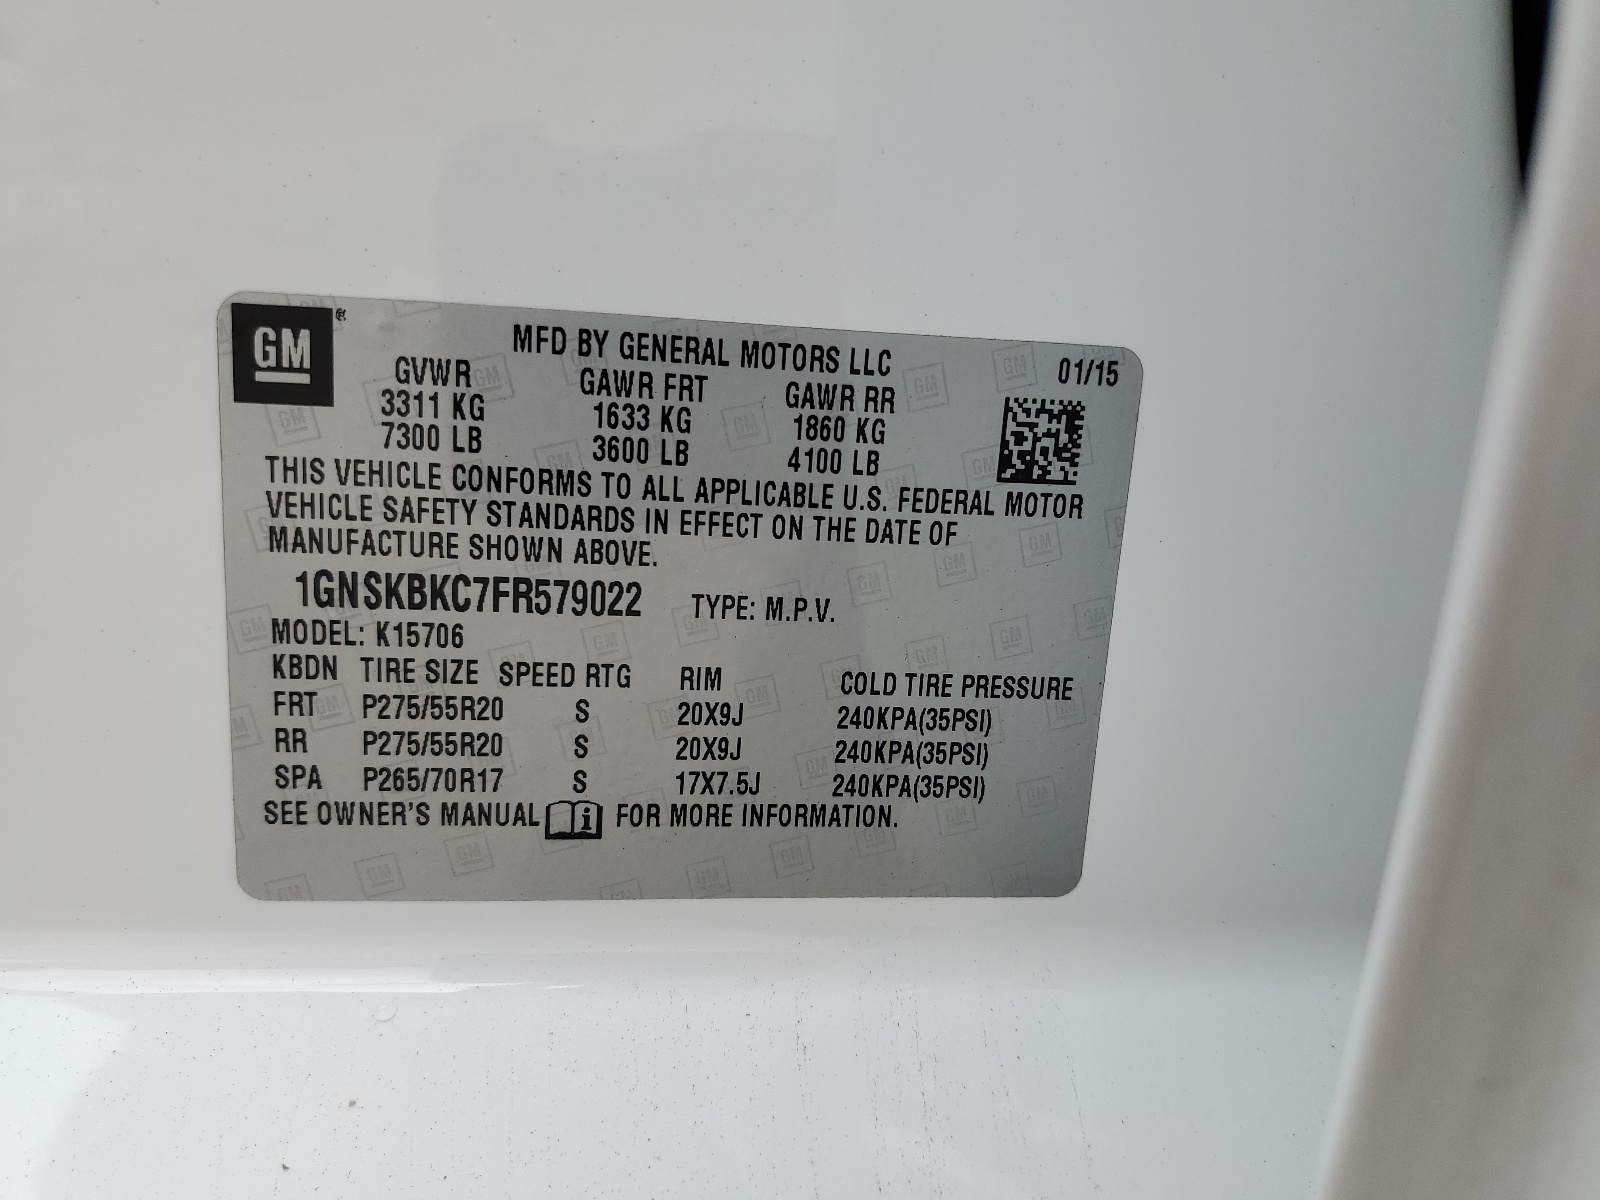 GM
MFD BY GENERAL MOTORS LLC 01/15
GVWR GAWR FRT GAWR RR
3311 KG 1633 KG 1860 KG
7300 LB 3600 LB 4100 LB
THIS VEHICLE CONFORMS TO ALL APPLICABLE U.S. FEDERAL MOTOR
VEHICLE SAFETY STANDARDS IN EFFECT ON THE DATE OF
MANUFACTURE SHOWN ABOVE.
1GNSKBKC7FR579022 TYPE: M.P.V.
MODEL: K15706
KBDN TIRE SIZE SPEED RTG RIM COLD TIRE PRESSURE
FRT P275/55R20 S 20X9J 240KPA(35PSI)
RR P275/55R20 S 20X9J 240KPA(35PSI)
SPA P265/70R17 S 17X7.5J 240KPA(35PSI)
SEE OWNER'S MANUAL i FOR MORE INFORMATION.